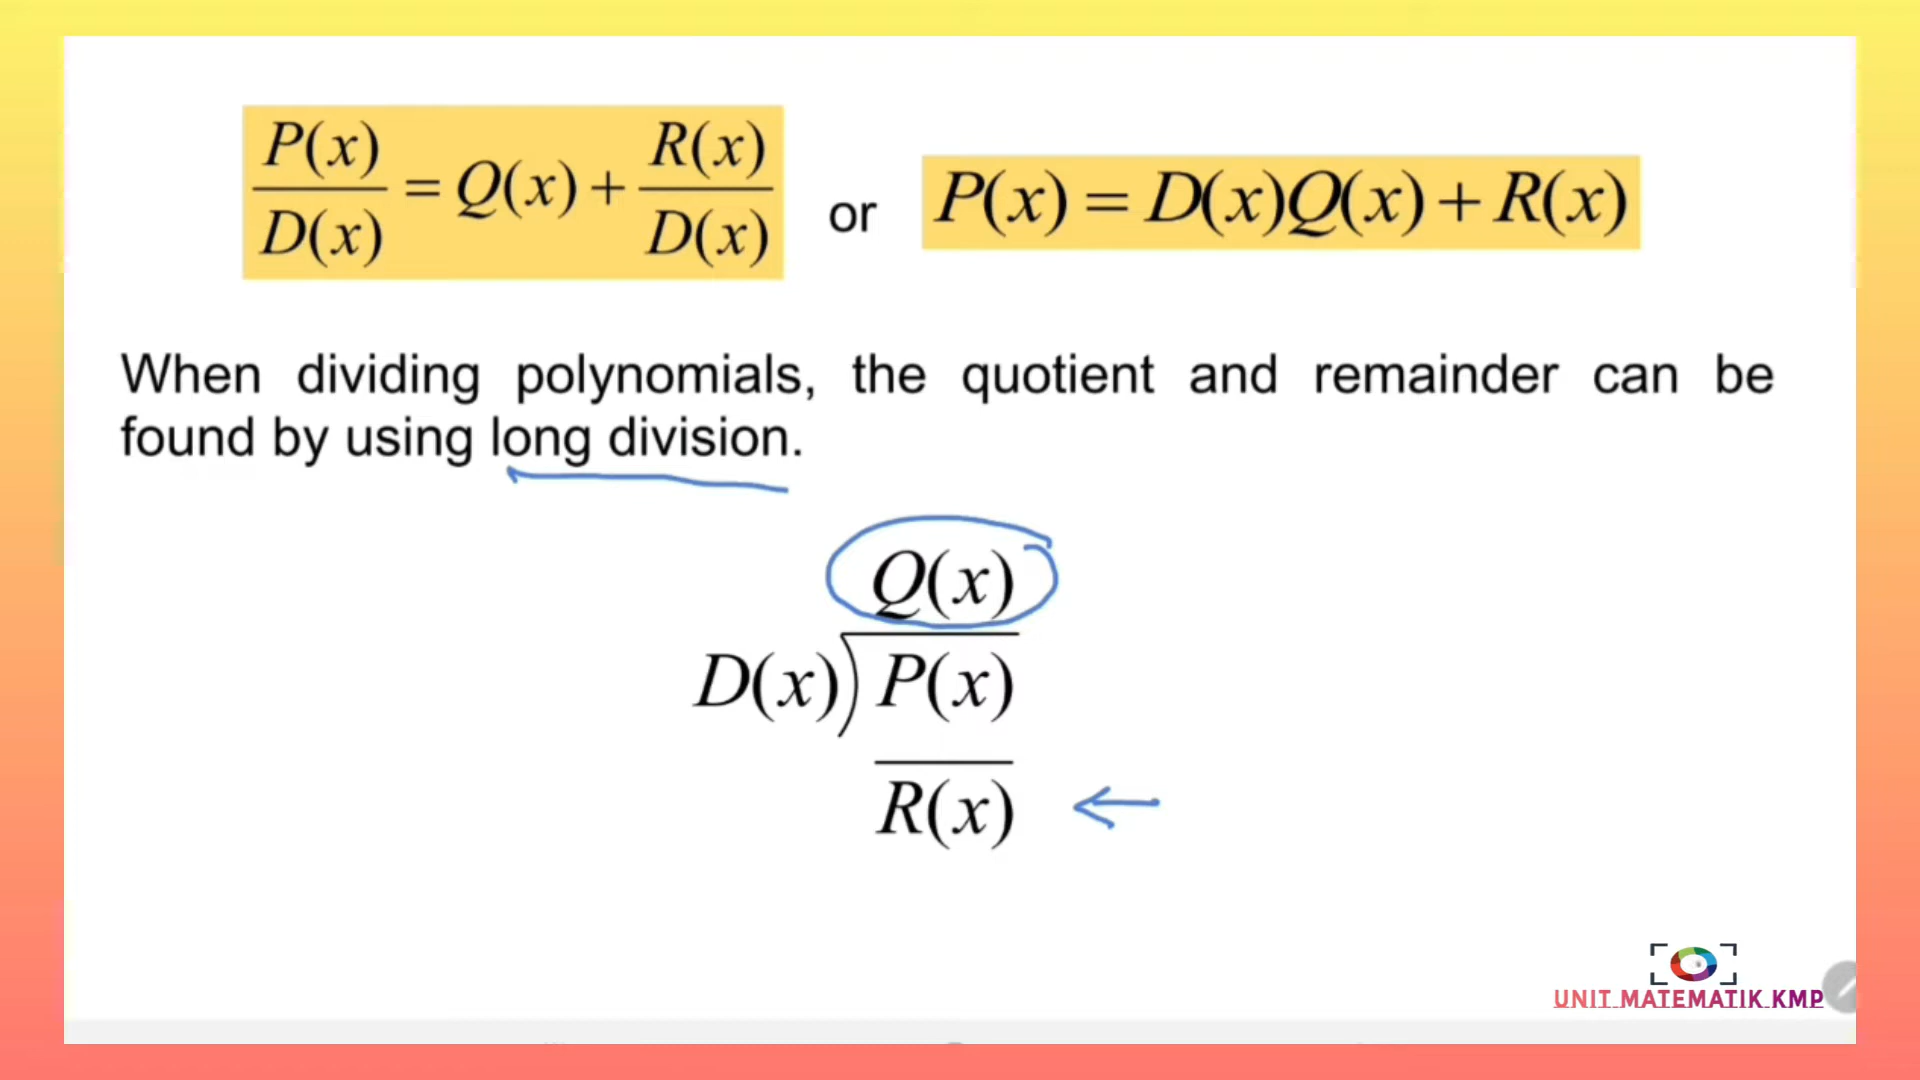 P(x)/D(x) = Q(x) + R(x)/D(x) or P(x) = D(x)Q(x) + R(x)
When dividing polynomials, the quotient and remainder can be
found by using long division.
Q(x)
D(x) ) P(x)
R(x)
UNIT MATEMATIK KMP